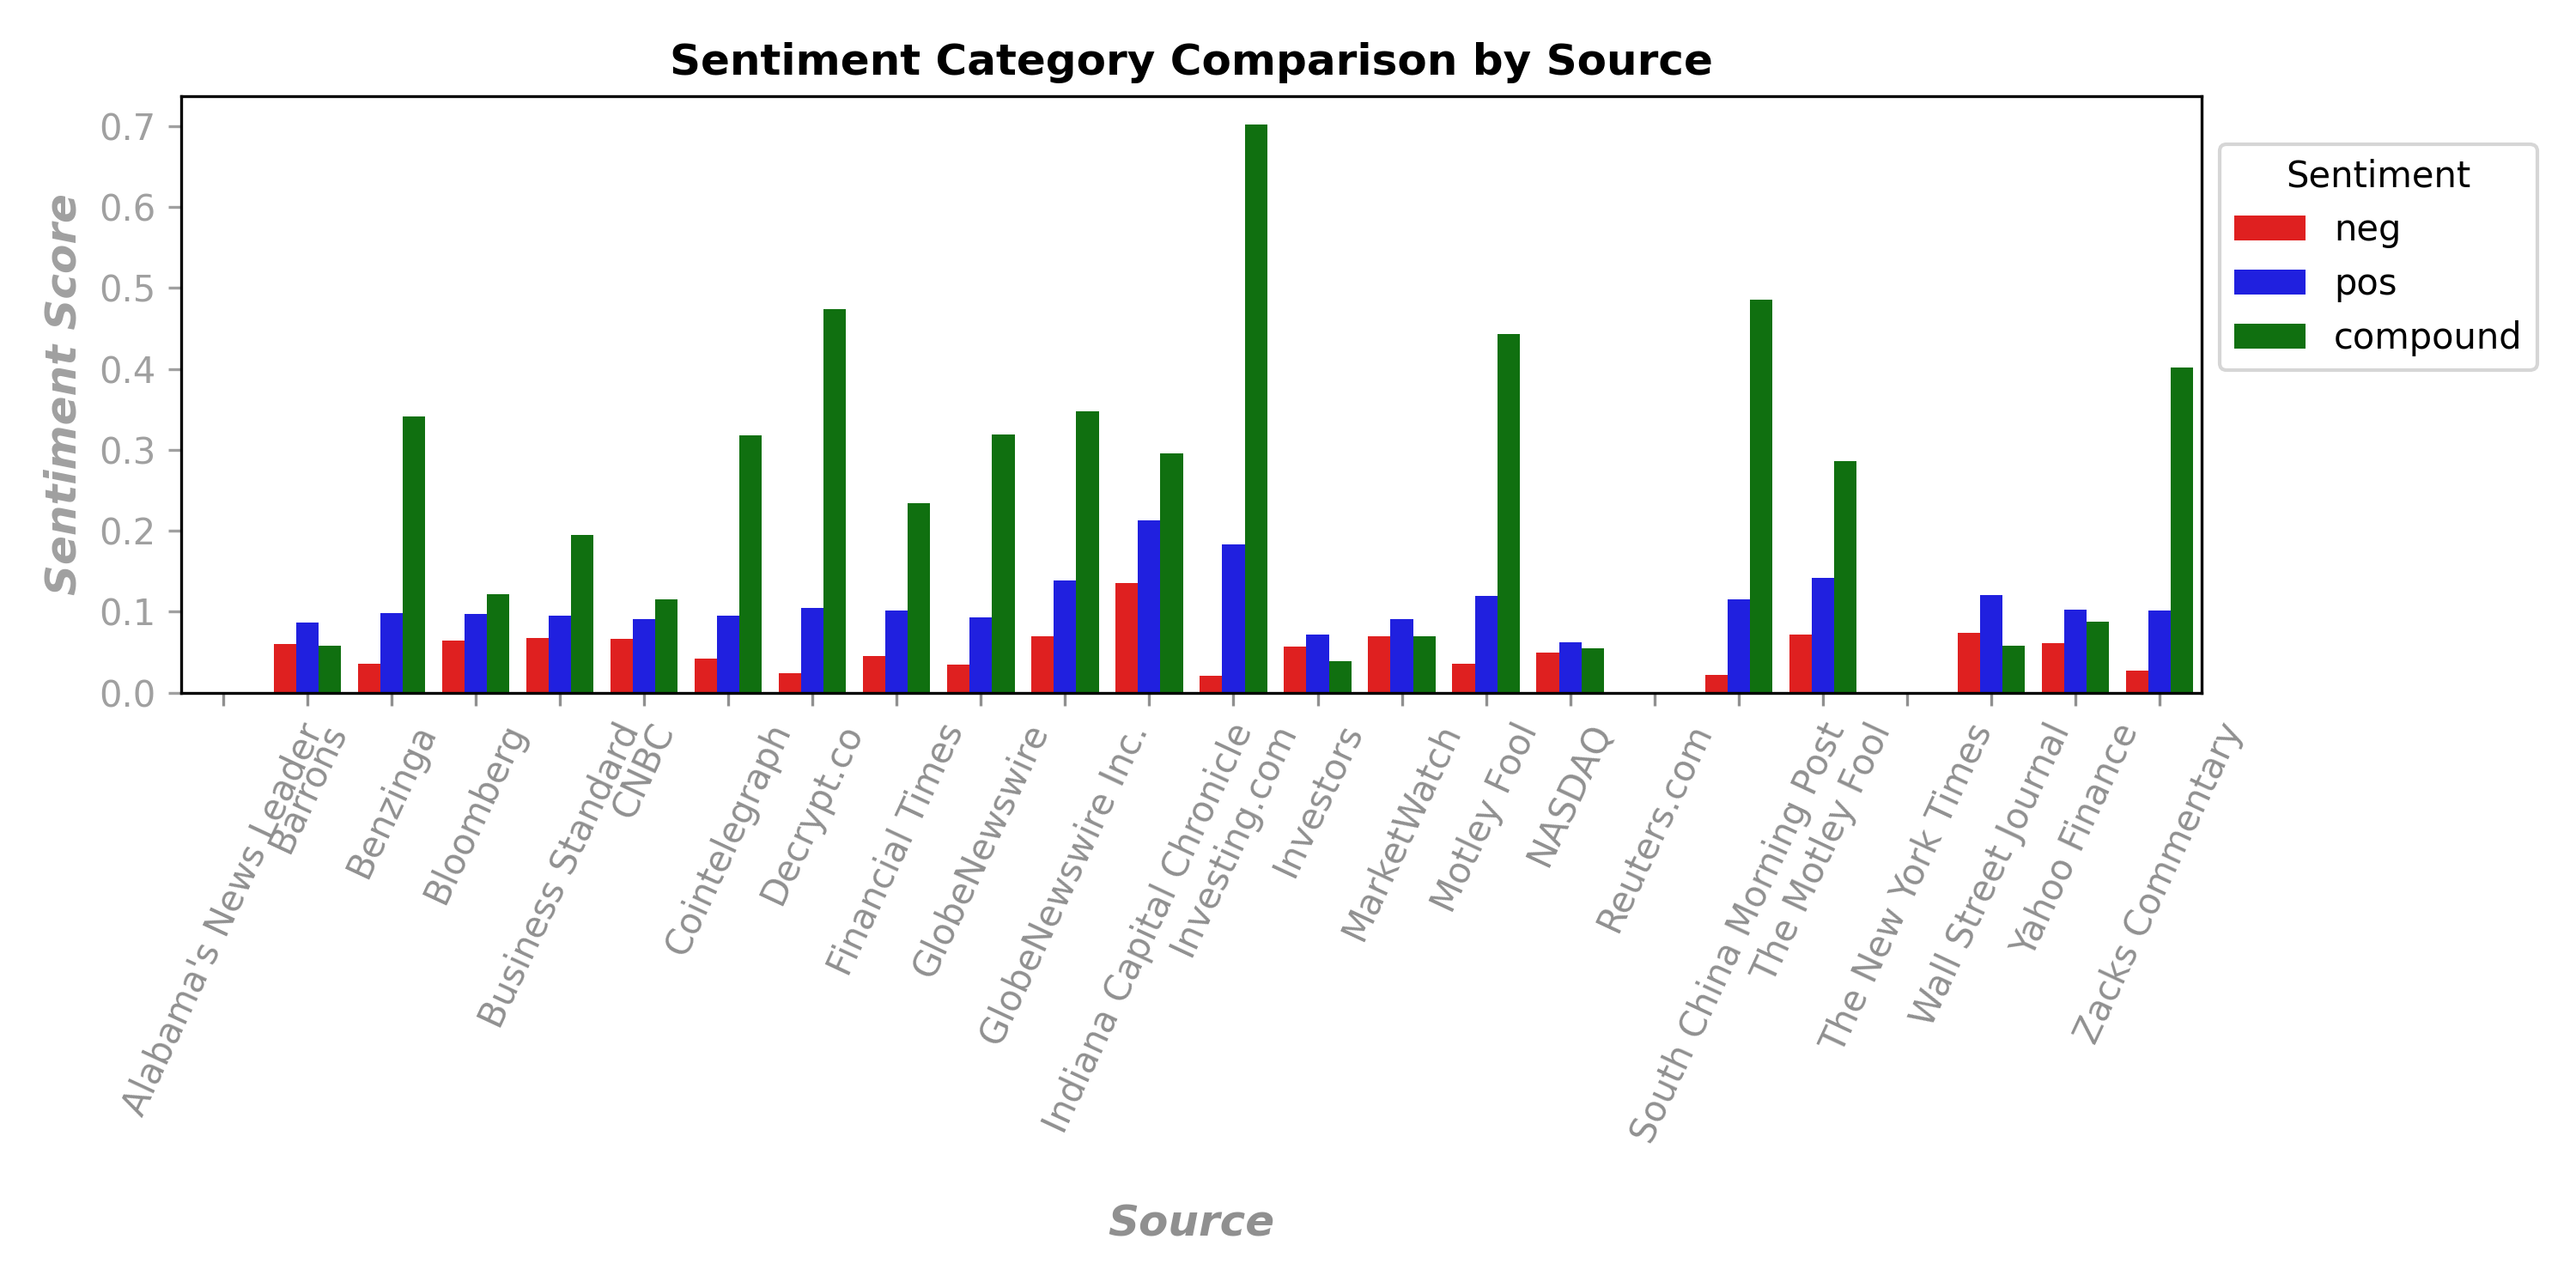 Sentiment Category Comparison by Source
Sentiment Score
0.7
0.6
0.5
0.4
0.3
0.2
0.1
0.0
Sentiment
neg
pos
compound
Alabama's News Leader
Barrons
Benzinga
Bloomberg
Business Standard
CNBC
Cointelegraph
Decrypt.co
Financial Times
GlobeNewswire
GlobeNewswire Inc.
Indiana Capital Chronicle
Investing.com
Investors
MarketWatch
Motley Fool
NASDAQ
Reuters.com
South China Morning Post
The Motley Fool
The New York Times
Wall Street Journal
Yahoo Finance
Zacks Commentary
Source